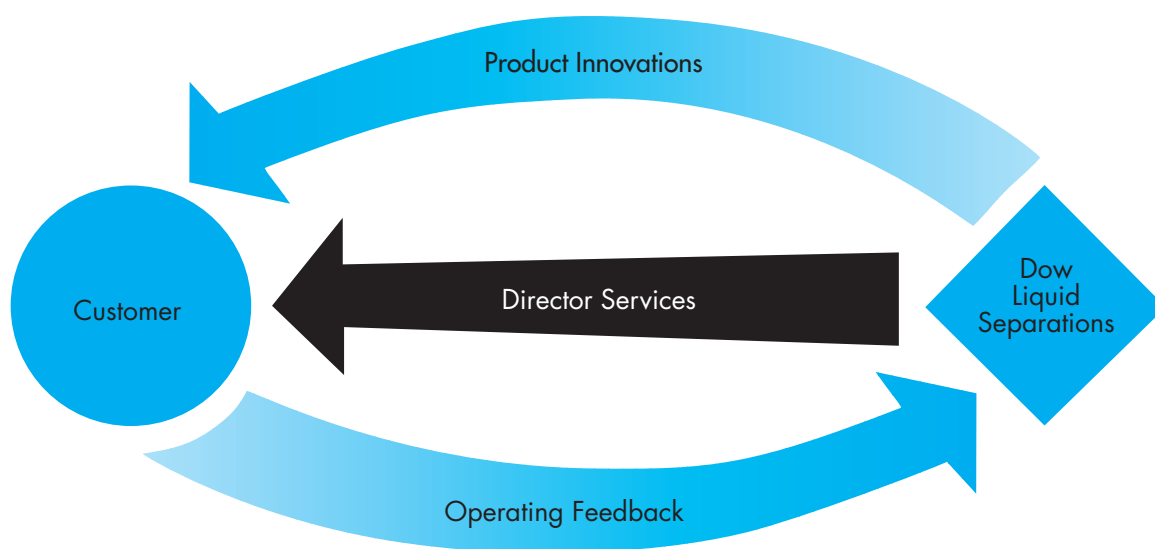 Product Innovations
Customer
Director Services
Dow
Liquid
Separations
Operating Feedback